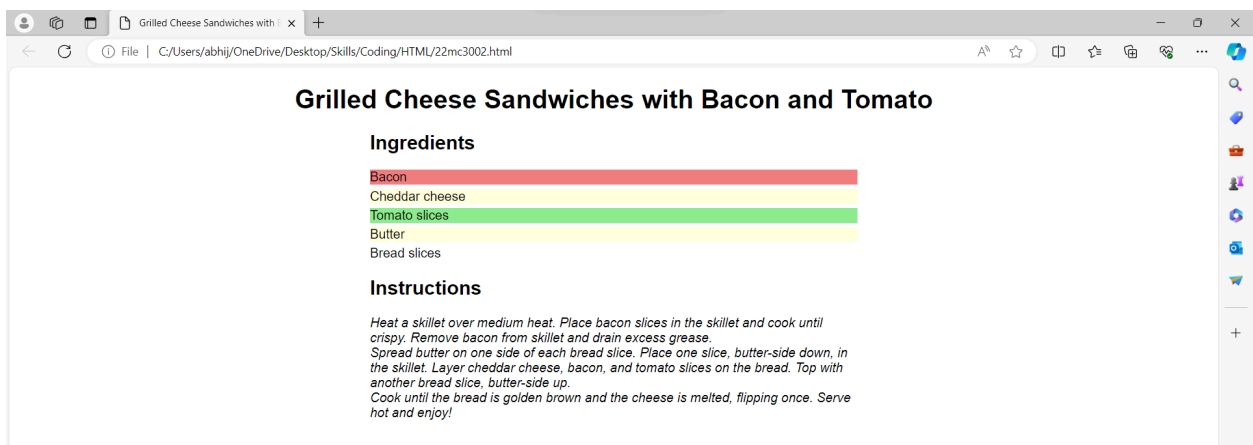 Grilled Cheese Sandwiches with
File | C:/Users/abhij/OneDrive/Desktop/Skills/Coding/HTML/22mc3002.html
Grilled Cheese Sandwiches with Bacon and Tomato
Ingredients
Bacon
Cheddar cheese
Tomato slices
Butter
Bread slices
Instructions
Heat a skillet over medium heat. Place bacon slices in the skillet and cook until
crispy. Remove bacon from skillet and drain excess grease.
Spread butter on one side of each bread slice. Place one slice, butter-side down, in
the skillet. Layer cheddar cheese, bacon, and tomato slices on the bread. Top with
another bread slice, butter-side up.
Cook until the bread is golden brown and the cheese is melted, flipping once. Serve
hot and enjoy!